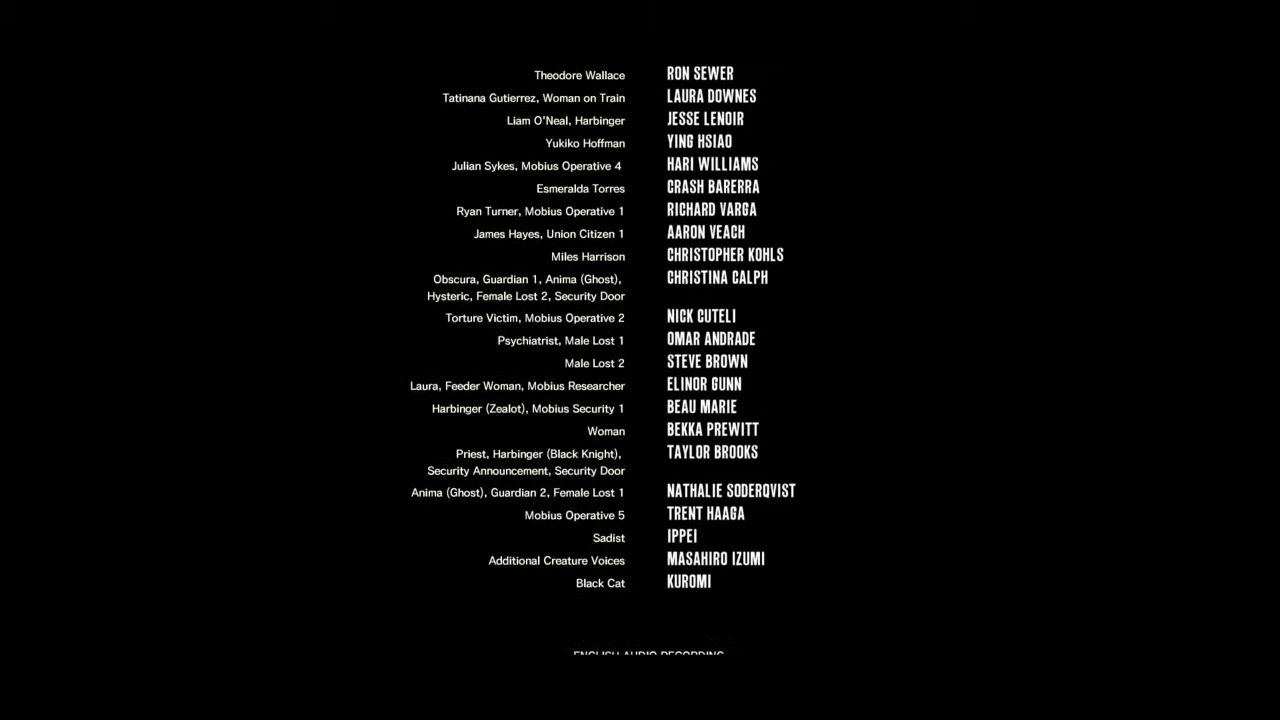 Theodore Wallace RON SEWER
Tatinana Gutierrez, Woman on Train LAURA DOWNES
Liam O'Neal, Harbinger JESSE LENOIR
Yukiko Hoffman YING HSIAO
Julian Sykes, Mobius Operative 4 HARI WILLIAMS
Esmeralda Torres CRASH BARERRA
Ryan Turner, Mobius Operative 1 RICHARD VARGA
James Hayes, Union Citizen 1 AARON VEACH
Miles Harrison CHRISTOPHER KOHLS
Obscura, Guardian 1, Anima (Ghost), CHRISTINA CALPH
Hysteric, Female Lost 2, Security Door
Torture Victim, Mobius Operative 2 NICK CUTELI
Psychiatrist, Male Lost 1 OMAR ANDRADE
Male Lost 2 STEVE BROWN
Laura, Feeder Woman, Mobius Researcher ELINOR GUNN
Harbinger (Zealot), Mobius Security 1 BEAU MARIE
Woman BEKKA PREWITT
Priest, Harbinger (Black Knight), TAYLOR BROOKS
Security Announcement, Security Door
Anima (Ghost), Guardian 2, Female Lost 1 NATHALIE SODERQVIST
Mobius Operative 5 TRENT HAAGA
Sadist IPPEI
Additional Creature Voices MASAHIRO IZUMI
Black Cat KUROMI
ENGLISH AUDIO RECORDING